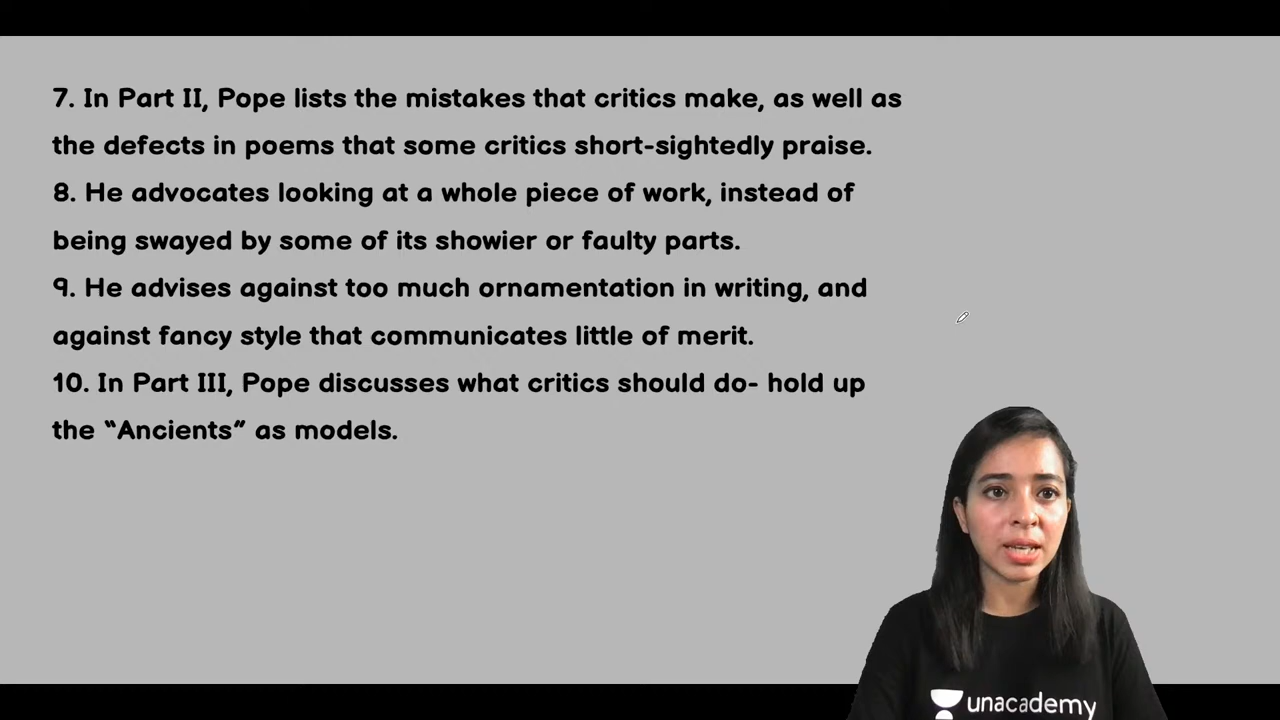 7. In Part II, Pope lists the mistakes that critics make, as well as
the defects in poems that some critics short-sightedly praise.
8. He advocates looking at a whole piece of work, instead of
being swayed by some of its showier or faulty parts.
9. He advises against too much ornamentation in writing, and
against fancy style that communicates little of merit.
10. In Part III, Pope discusses what critics should do- hold up
the “Ancients” as models.
unacademy